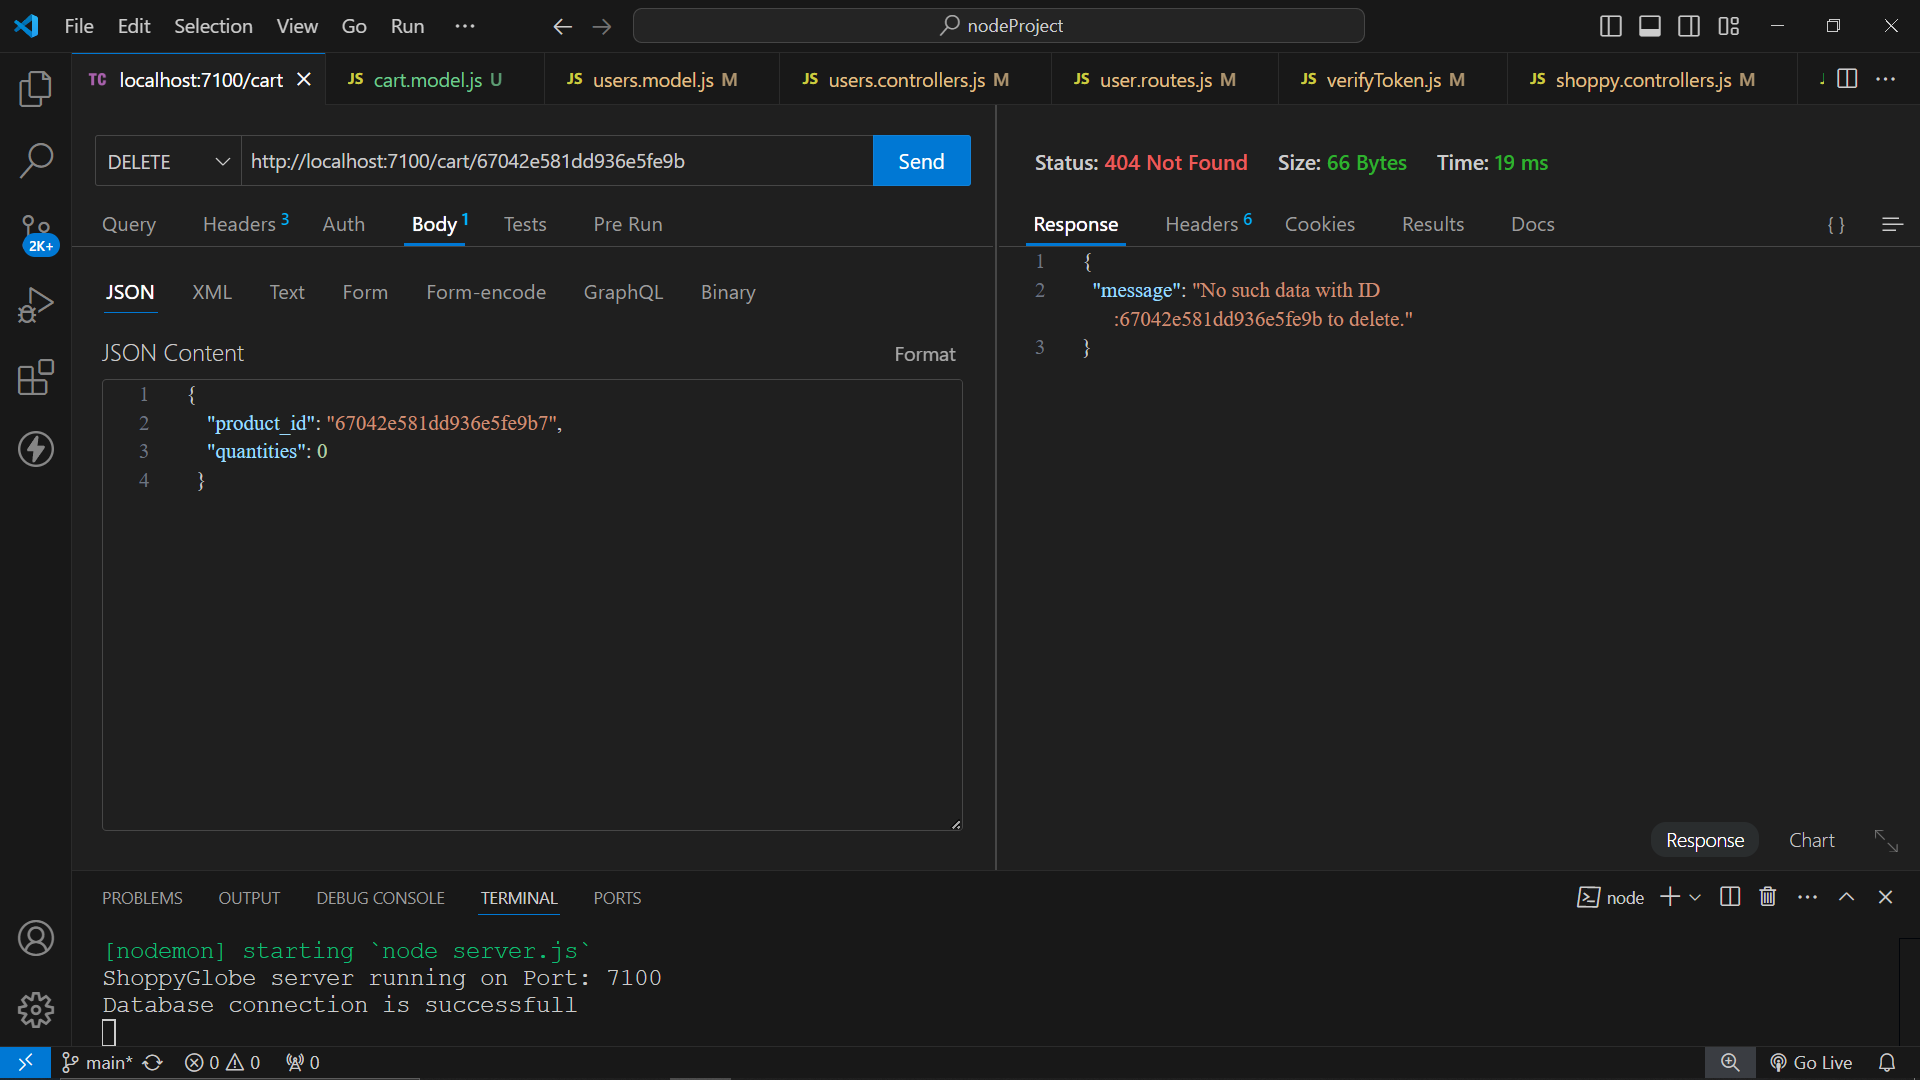 File Edit Selection View Go Run ···
nodeProject
TC localhost:7100/cart
JS cart.model.js U
JS users.model.js M
JS users.controllers.js M
JS user.routes.js M
JS verifyToken.js M
JS shoppy.controllers.js M
DELETE http://localhost:7100/cart/67042e581dd936e5fe9b Send
Query Headers 3 Auth Body 1 Tests Pre Run
JSON XML Text Form Form-encode GraphQL Binary
JSON Content Format
1 {
2 "product_id": "67042e581dd936e5fe9b7",
3 "quantities": 0
4 }
Status: 404 Not Found Size: 66 Bytes Time: 19 ms
Response Headers 6 Cookies Results Docs { }
1 {
2 "message": "No such data with ID
:67042e581dd936e5fe9b to delete."
3 }
Response Chart
2K+
PROBLEMS OUTPUT DEBUG CONSOLE TERMINAL PORTS
node
[nodemon] starting `node server.js`
ShoppyGlobe server running on Port: 7100
Database connection is successfull
main* 0 0 0 Go Live